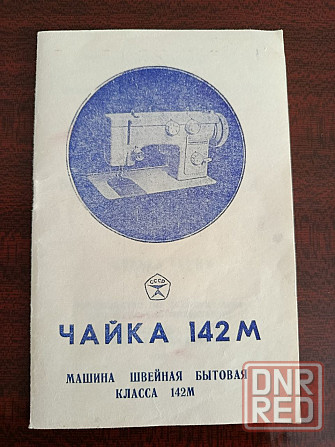 СССР
ЧАЙКА 142М
МАШИНА ШВЕЙНАЯ БЫТОВАЯ
КЛАССА 142М
DNR
RED